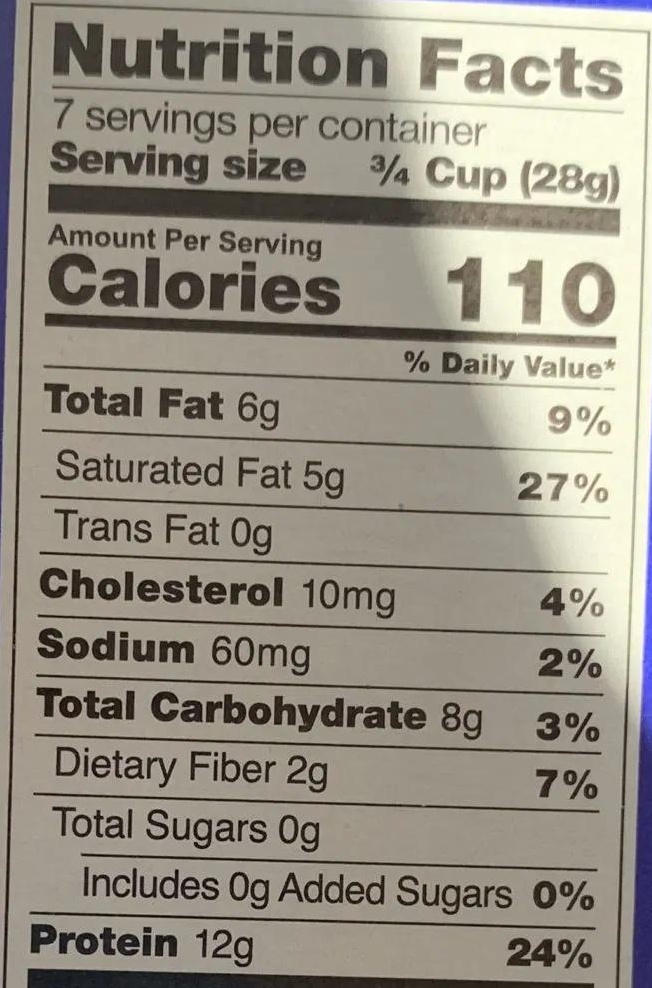 Nutrition Facts
7 servings per container
Serving size ¾ Cup (28g)
Amount Per Serving
Calories 110
% Daily Value*
Total Fat 6g 9%
Saturated Fat 5g 27%
Trans Fat 0g
Cholesterol 10mg 4%
Sodium 60mg 2%
Total Carbohydrate 8g 3%
Dietary Fiber 2g 7%
Total Sugars 0g
Includes 0g Added Sugars 0%
Protein 12g 24%